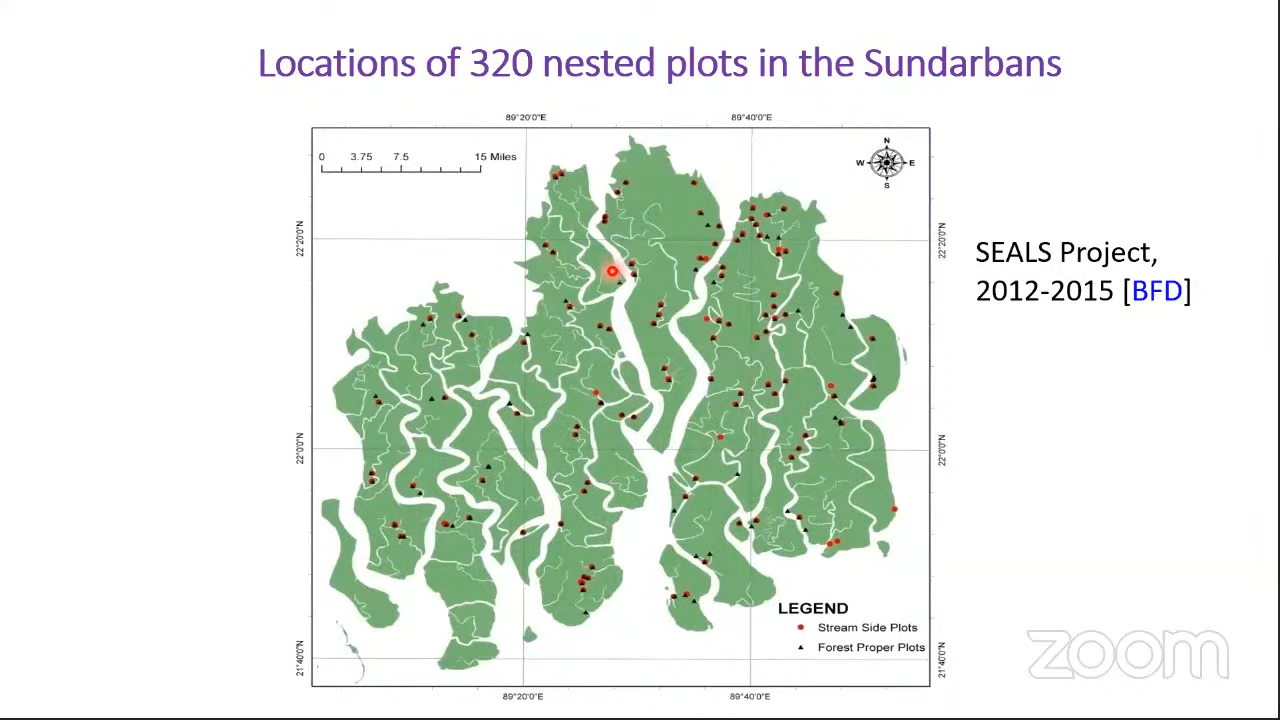 Locations of 320 nested plots in the Sundarbans
89°20'0"E 89°40'0"E
0 3.75 7.5 15 Miles
N
W E
S
22°20'0"N 22°20'0"N
SEALS Project,
2012-2015 [BFD]
22°0'0"N 22°0'0"N
LEGEND
Stream Side Plots
Forest Proper Plots
21°40'0"N 21°40'0"N
89°20'0"E 89°40'0"E
zoom